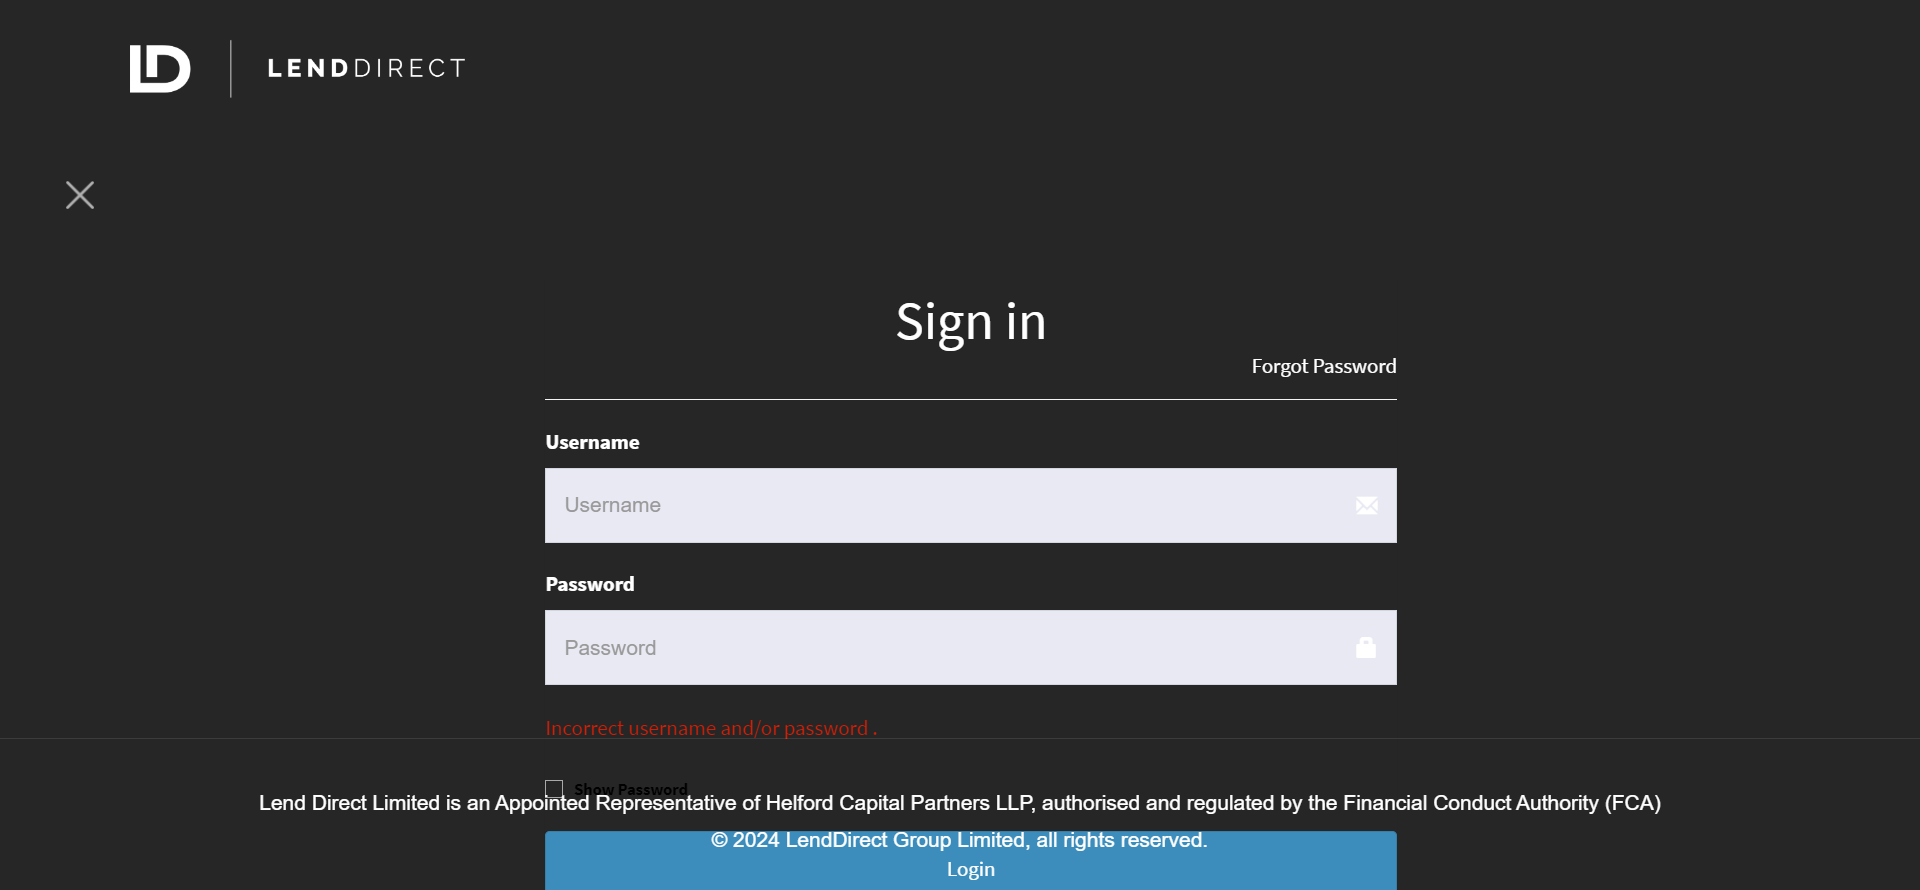 LD LENDDIRECT
Sign in
Forgot Password
Username
Username
Password
Password
Incorrect username and/or password .
Show Password
Lend Direct Limited is an Appointed Representative of Helford Capital Partners LLP, authorised and regulated by the Financial Conduct Authority (FCA)
© 2024 LendDirect Group Limited, all rights reserved.
Login